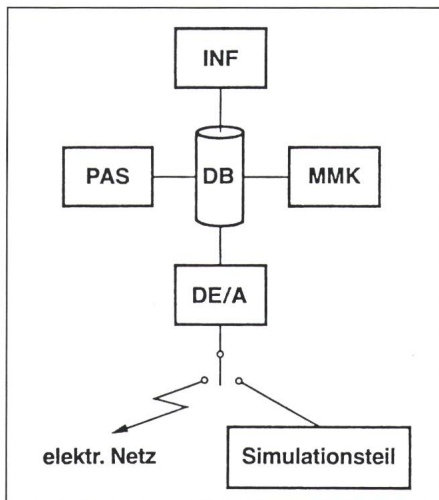 INF
PAS
DB
MMK
DE/A
elektr. Netz
Simulationsteil